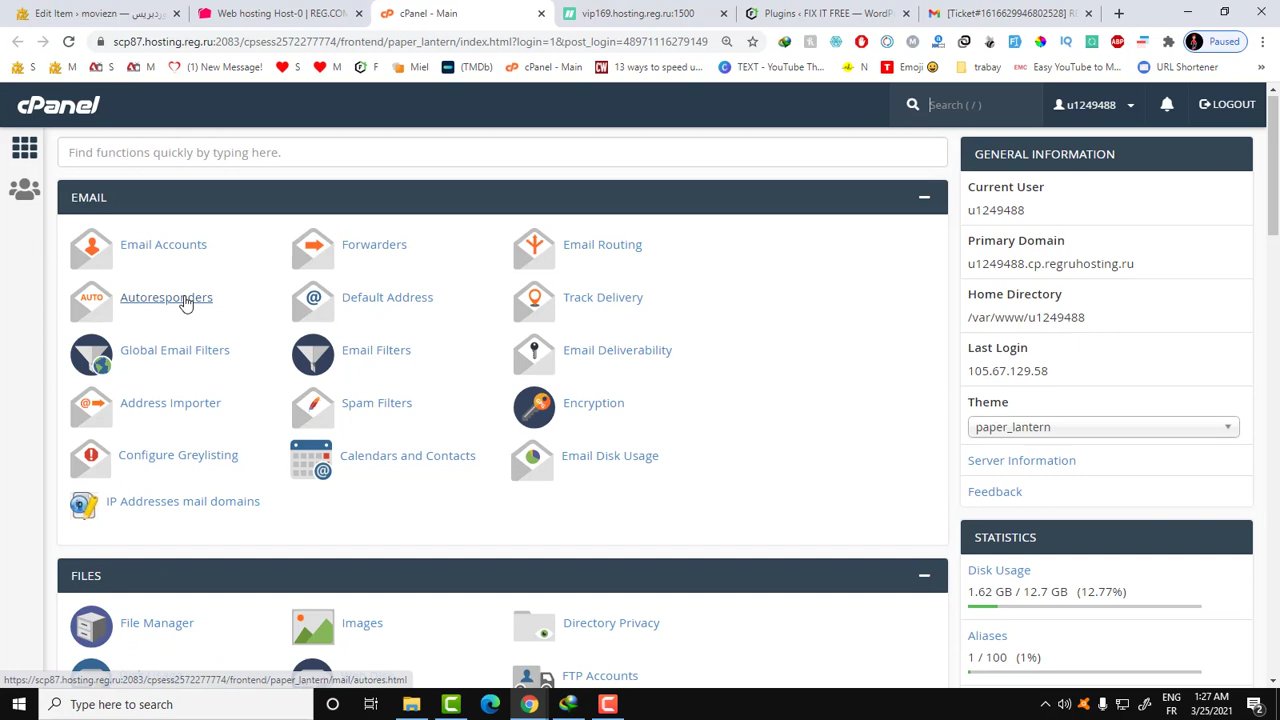 Edit Item ‹ moviezn — ووردبريس
Web hosting Host-0 | REG.COM
cPanel - Main
vip169.hosting.reg.ru:1500
Plugins ‹ FIX IT FREE — WordPr
[Ticket#1616629946802528] RE
scp87.hosting.reg.ru:2083/cpsess2572277774/frontend/paper_lantern/index.html?login=1&post_login=48971116279149
Paused
S
M
S
M
(1) New Message!
S
M
F
Miel
(TMDb)
cPanel - Main
13 ways to speed u...
TEXT - YouTube Th...
N
Emoji 😀
trabay
Easy YouTube to M...
URL Shortener
»
cPanel
Search ( / )
u1249488
LOGOUT
Find functions quickly by typing here.
EMAIL
Email Accounts
Forwarders
Email Routing
AUTO
Autoresponders
Default Address
Track Delivery
Global Email Filters
Email Filters
Email Deliverability
Address Importer
Spam Filters
Encryption
Configure Greylisting
Calendars and Contacts
Email Disk Usage
IP Addresses mail domains
FILES
File Manager
Images
Directory Privacy
FTP Accounts
GENERAL INFORMATION
Current User
u1249488
Primary Domain
u1249488.cp.regruhosting.ru
Home Directory
/var/www/u1249488
Last Login
105.67.129.58
Theme
paper_lantern
Server Information
Feedback
STATISTICS
Disk Usage
1.62 GB / 12.7 GB (12.77%)
Aliases
1 / 100 (1%)
https://scp87.hosting.reg.ru:2083/cpsess2572277774/frontend/paper_lantern/mail/autores.html
Type here to search
ENG
FR
1:27 AM
3/25/2021
2